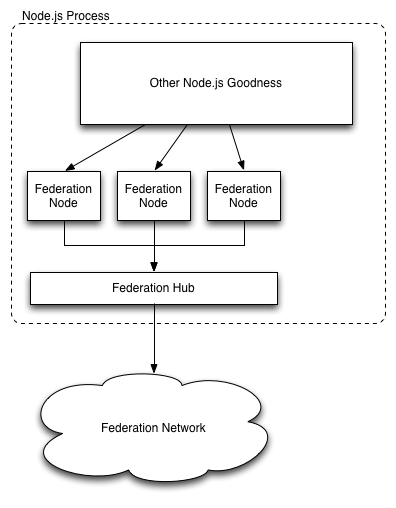 Node.js Process
Other Node.js Goodness
Federation
Node
Federation
Node
Federation
Node
Federation Hub
Federation Network